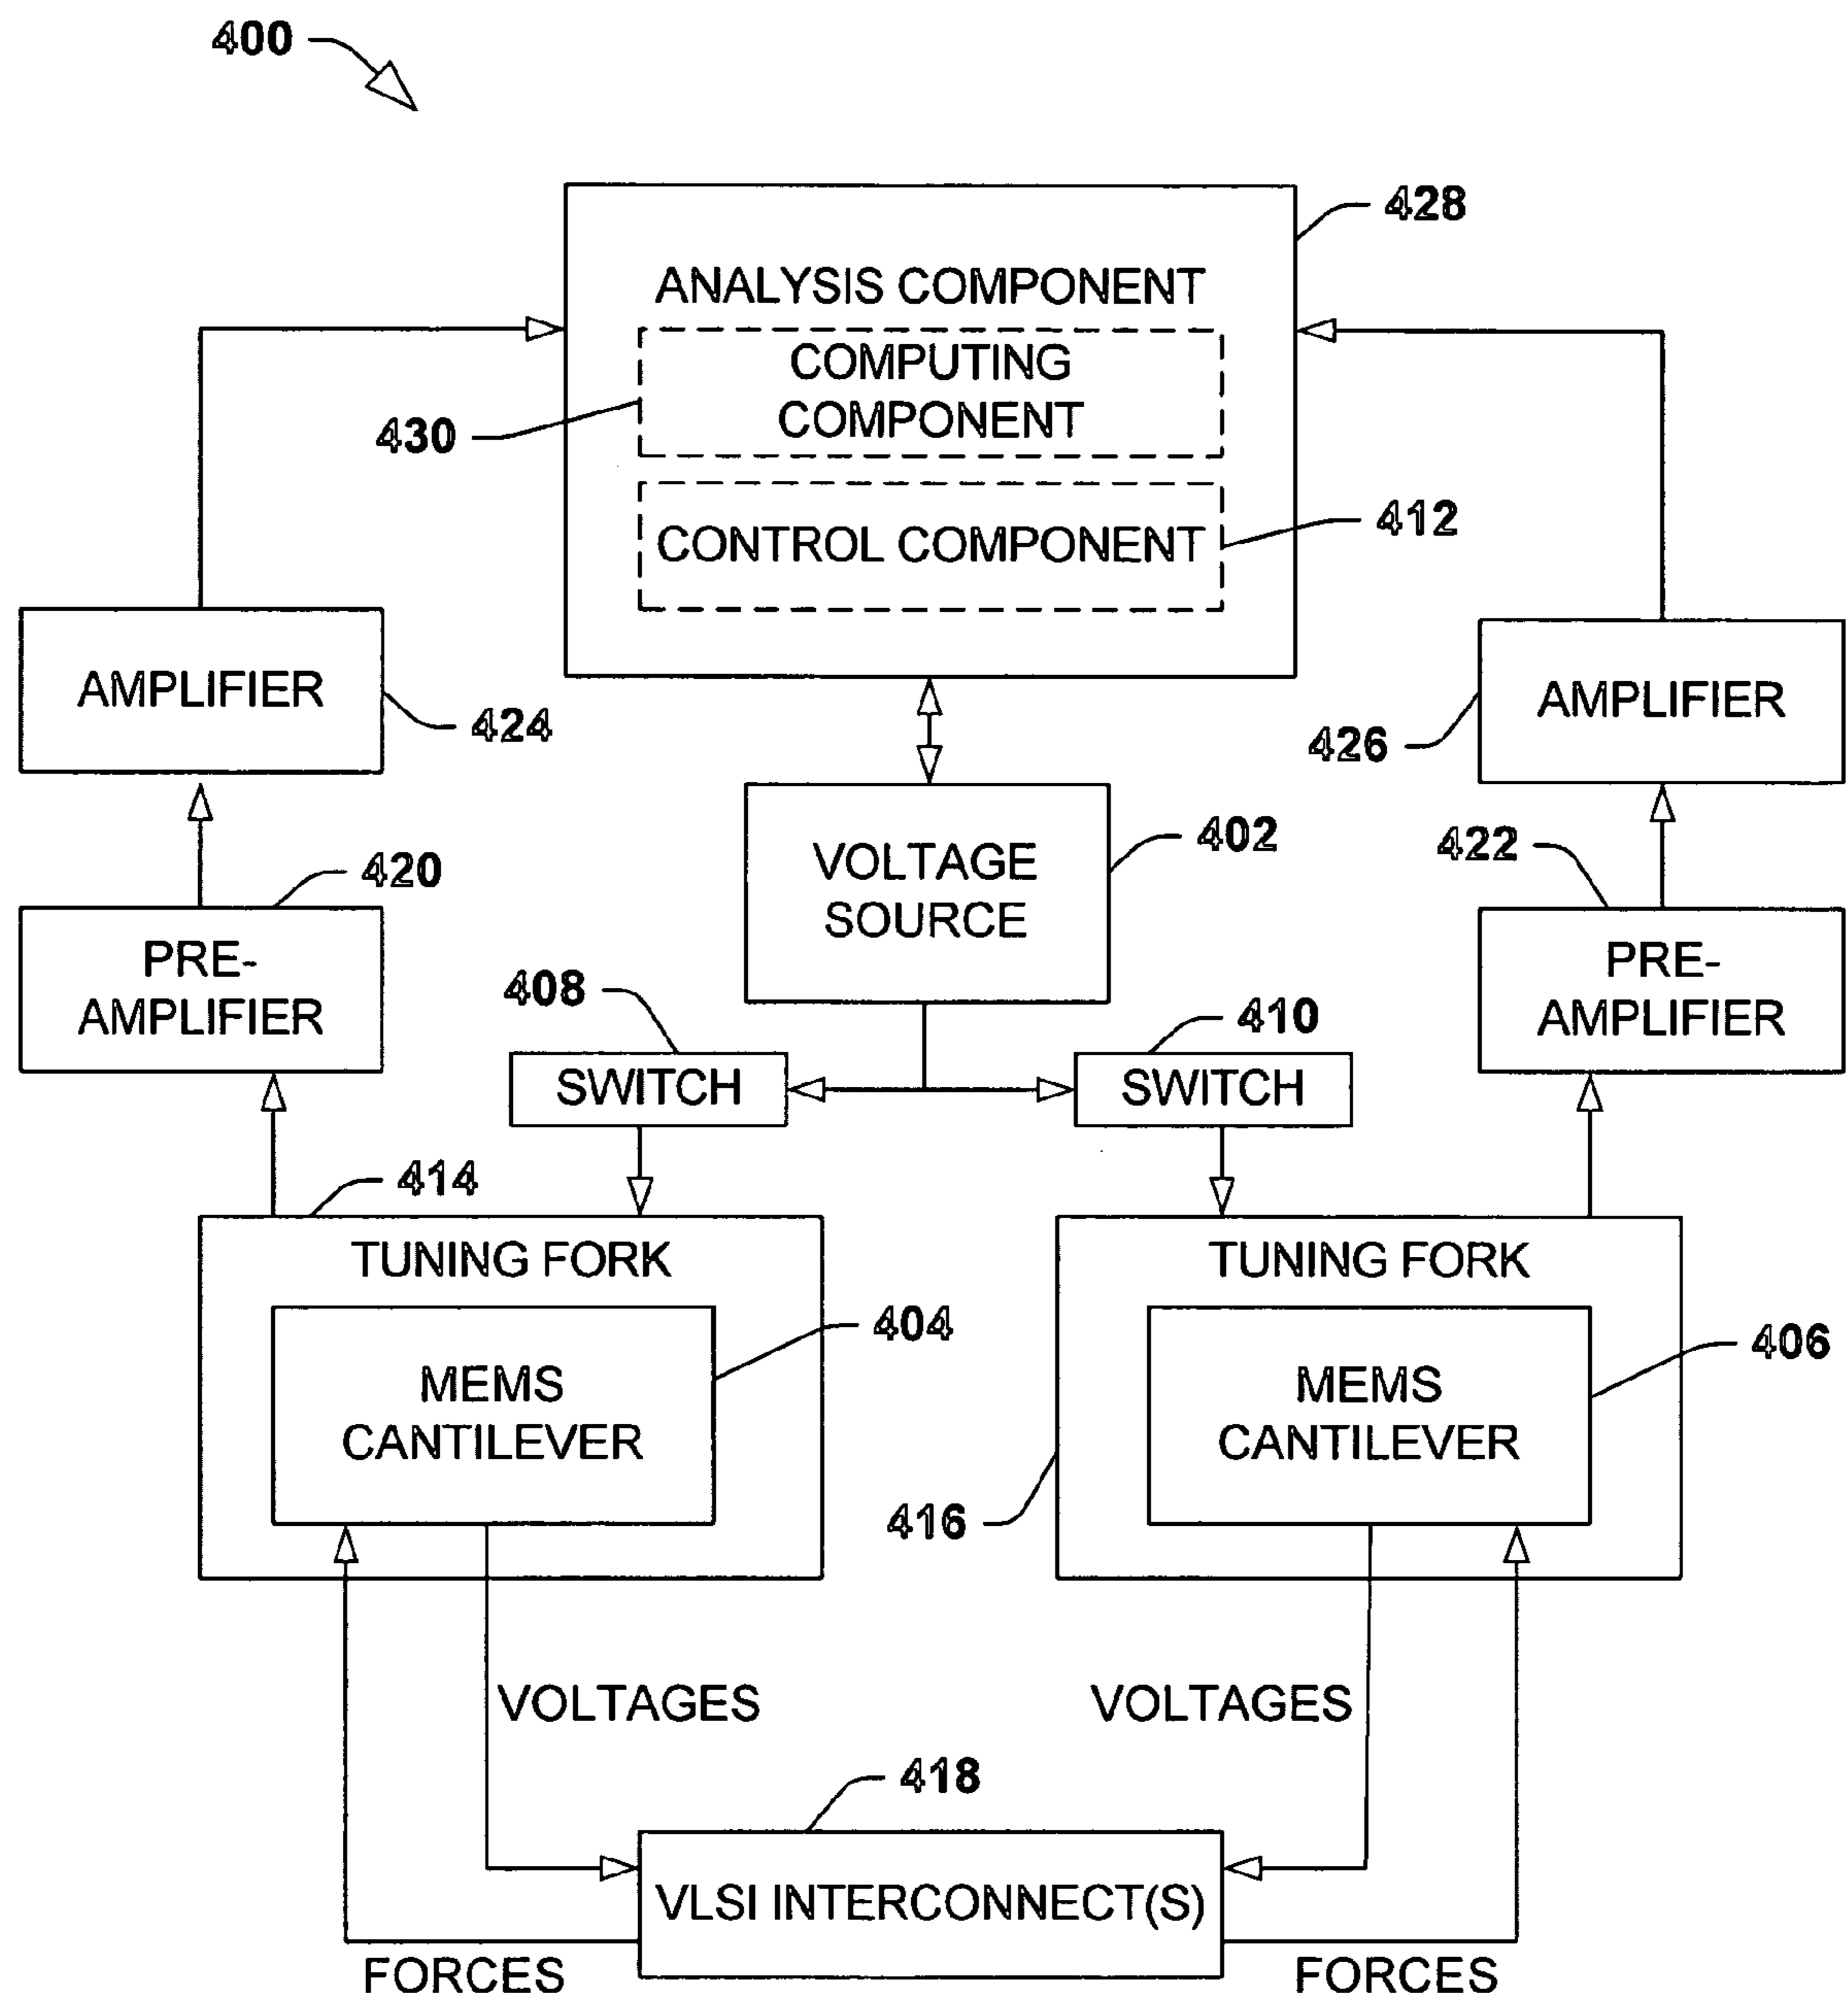 400
428
ANALYSIS COMPONENT
COMPUTING
COMPONENT
430
CONTROL COMPONENT
412
AMPLIFIER
424
AMPLIFIER
426
VOLTAGE
SOURCE
402
420
PRE-
AMPLIFIER
422
PRE-
AMPLIFIER
408
SWITCH
410
SWITCH
414
TUNING FORK
MEMS
CANTILEVER
404
TUNING FORK
MEMS
CANTILEVER
406
416
VOLTAGES
VOLTAGES
418
VLSI INTERCONNECT(S)
FORCES
FORCES